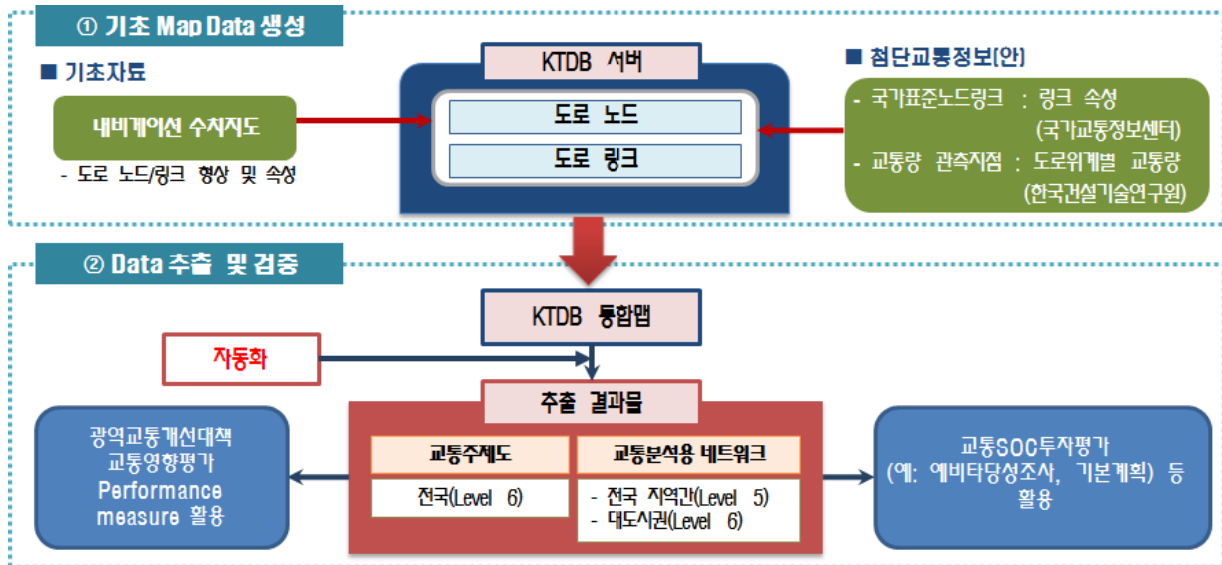 ① 기초 Map Data 생성
■ 기초자료
내비게이션 수치지도
- 도로 노드/링크 형상 및 속성
KTDB 서버
도로 노드
도로 링크
■ 첨단교통정보(안)
- 국가표준노드링크 : 링크 속성
(국가교통정보센터)
- 교통량 관측지점 : 도로위계별 교통량
(한국건설기술연구원)
② Data 추출 및 검증
KTDB 통합맵
자동화
추출 결과물
교통주제도
전국(Level 6)
교통분석용 네트워크
- 전국 지역간(Level 5)
- 대도시권(Level 6)
광역교통개선대책
교통영향평가
Performance
measure 활용
교통SOC투자평가
(예: 예비타당성조사, 기본계획) 등
활용